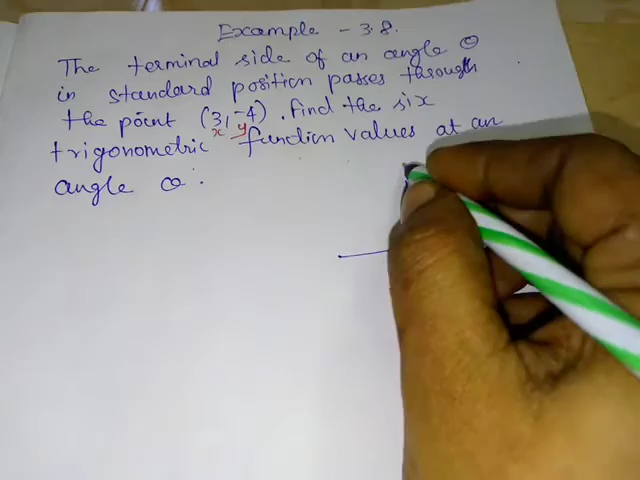 Example - 3.8.
The terminal side of an angle θ
in standard position passes through
the point (3, -4). find the six
x y
trigonometric function values at an
angle θ.